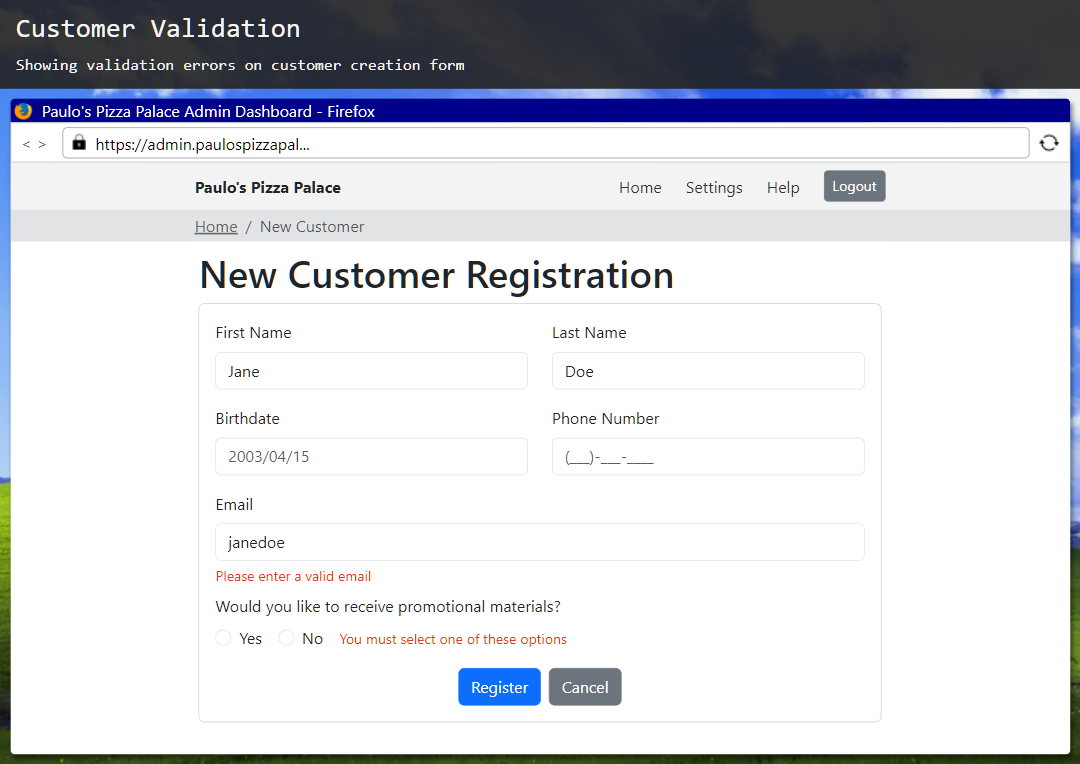 Customer Validation
Showing validation errors on customer creation form
Paulo's Pizza Palace Admin Dashboard - Firefox
< > https://admin.paulospizzapal...
Paulo's Pizza Palace Home Settings Help Logout
Home / New Customer
New Customer Registration
First Name Last Name
Jane Doe
Birthdate Phone Number
2003/04/15 (___)-___-____
Email
janedoe
Please enter a valid email
Would you like to receive promotional materials?
Yes No You must select one of these options
Register Cancel